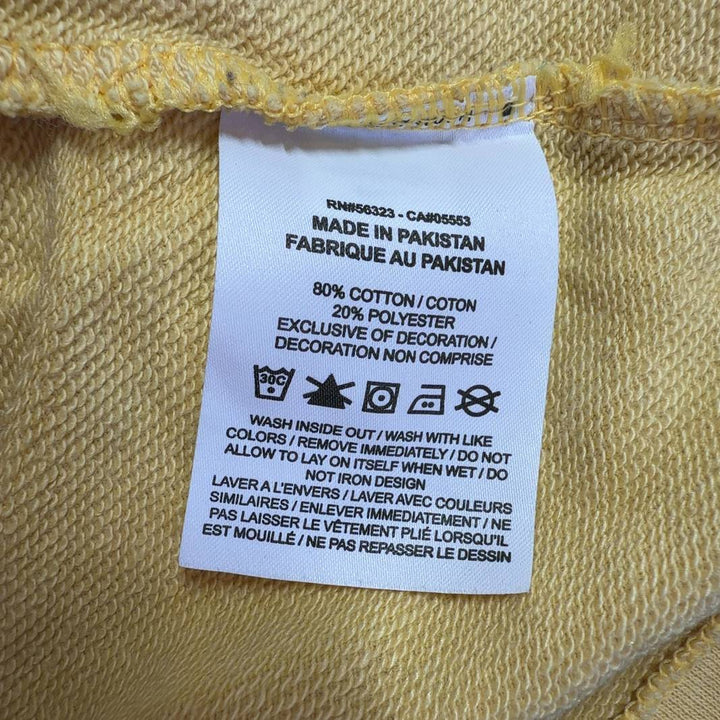 RN#56323 - CA#05553
MADE IN PAKISTAN
FABRIQUE AU PAKISTAN
80% COTTON / COTON
20% POLYESTER
EXCLUSIVE OF DECORATION /
DECORATION NON COMPRISE
30C
WASH INSIDE OUT / WASH WITH LIKE
COLORS / REMOVE IMMEDIATELY / DO NOT
ALLOW TO LAY ON ITSELF WHEN WET / DO
NOT IRON DESIGN
LAVER A L'ENVERS / LAVER AVEC COULEURS
SIMILAIRES / ENLEVER IMMEDIATEMENT / NE
PAS LAISSER LE VÊTEMENT PLIÉ LORSQU'IL
EST MOUILLÉ / NE PAS REPASSER LE DESSIN